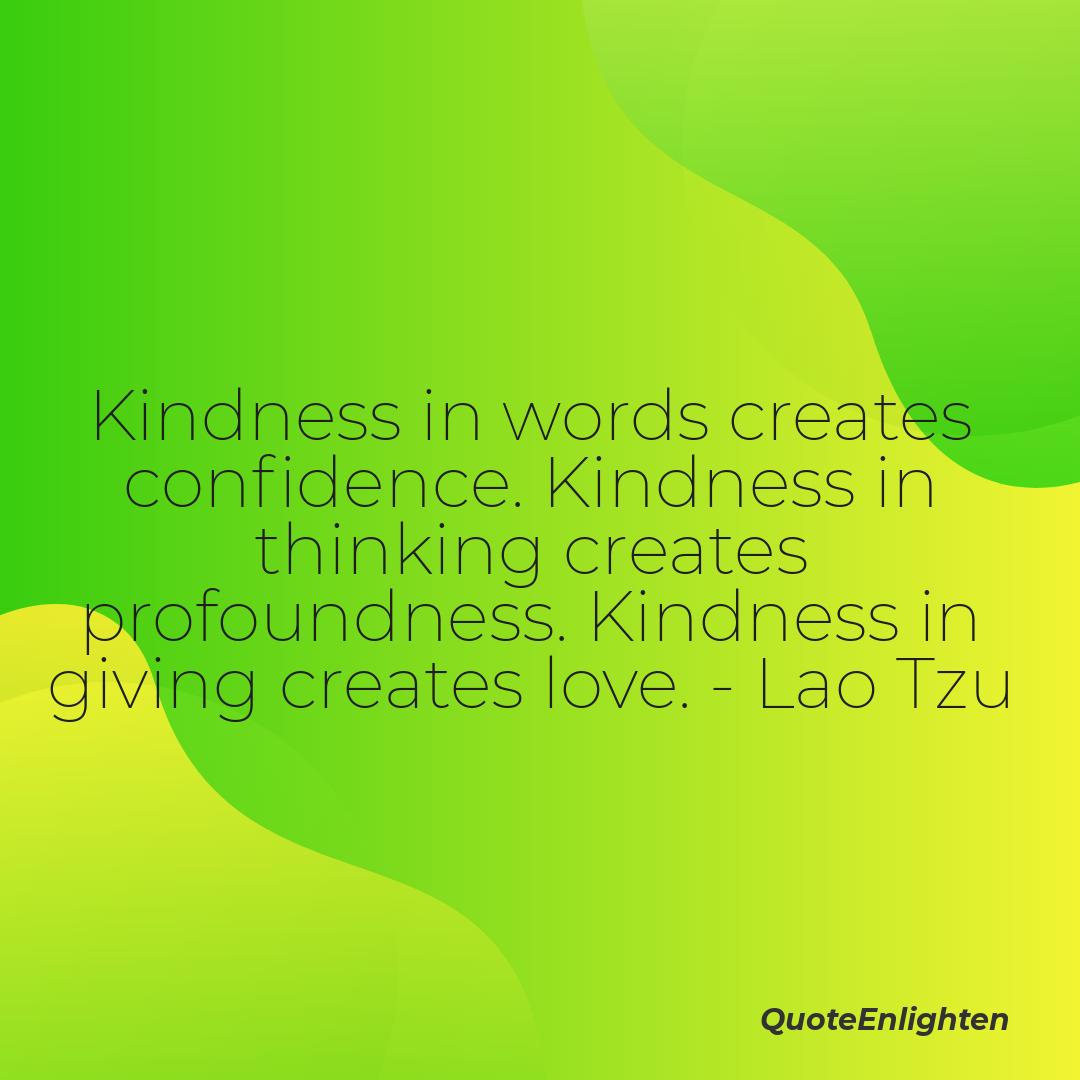 Kindness in words creates
confidence. Kindness in
thinking creates
profoundness. Kindness in
giving creates love. - Lao Tzu
QuoteEnlighten